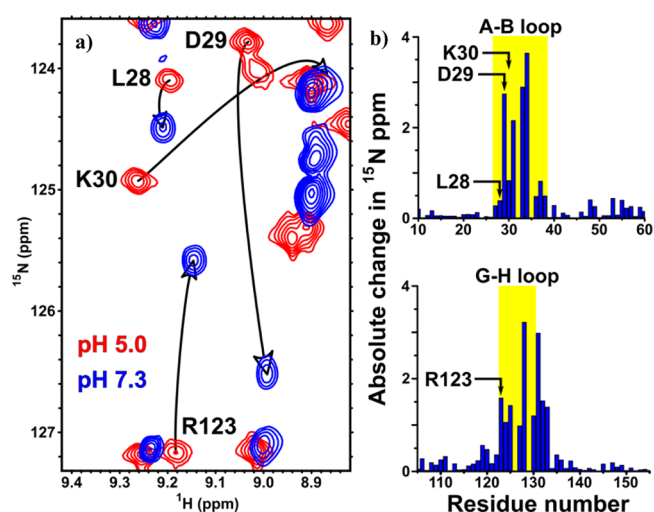 a)
D29
L28
K30
R123
pH 5.0
pH 7.3
124
125
126
127
¹⁵N (ppm)
9.4 9.3 9.2 9.1 9.0 8.9
¹H (ppm)
b)
A-B loop
K30
D29
L28
4
2
0
10 20 30 40 50 60
Absolute change in ¹⁵N ppm
G-H loop
R123
4
2
0
110 120 130 140 150
Residue number